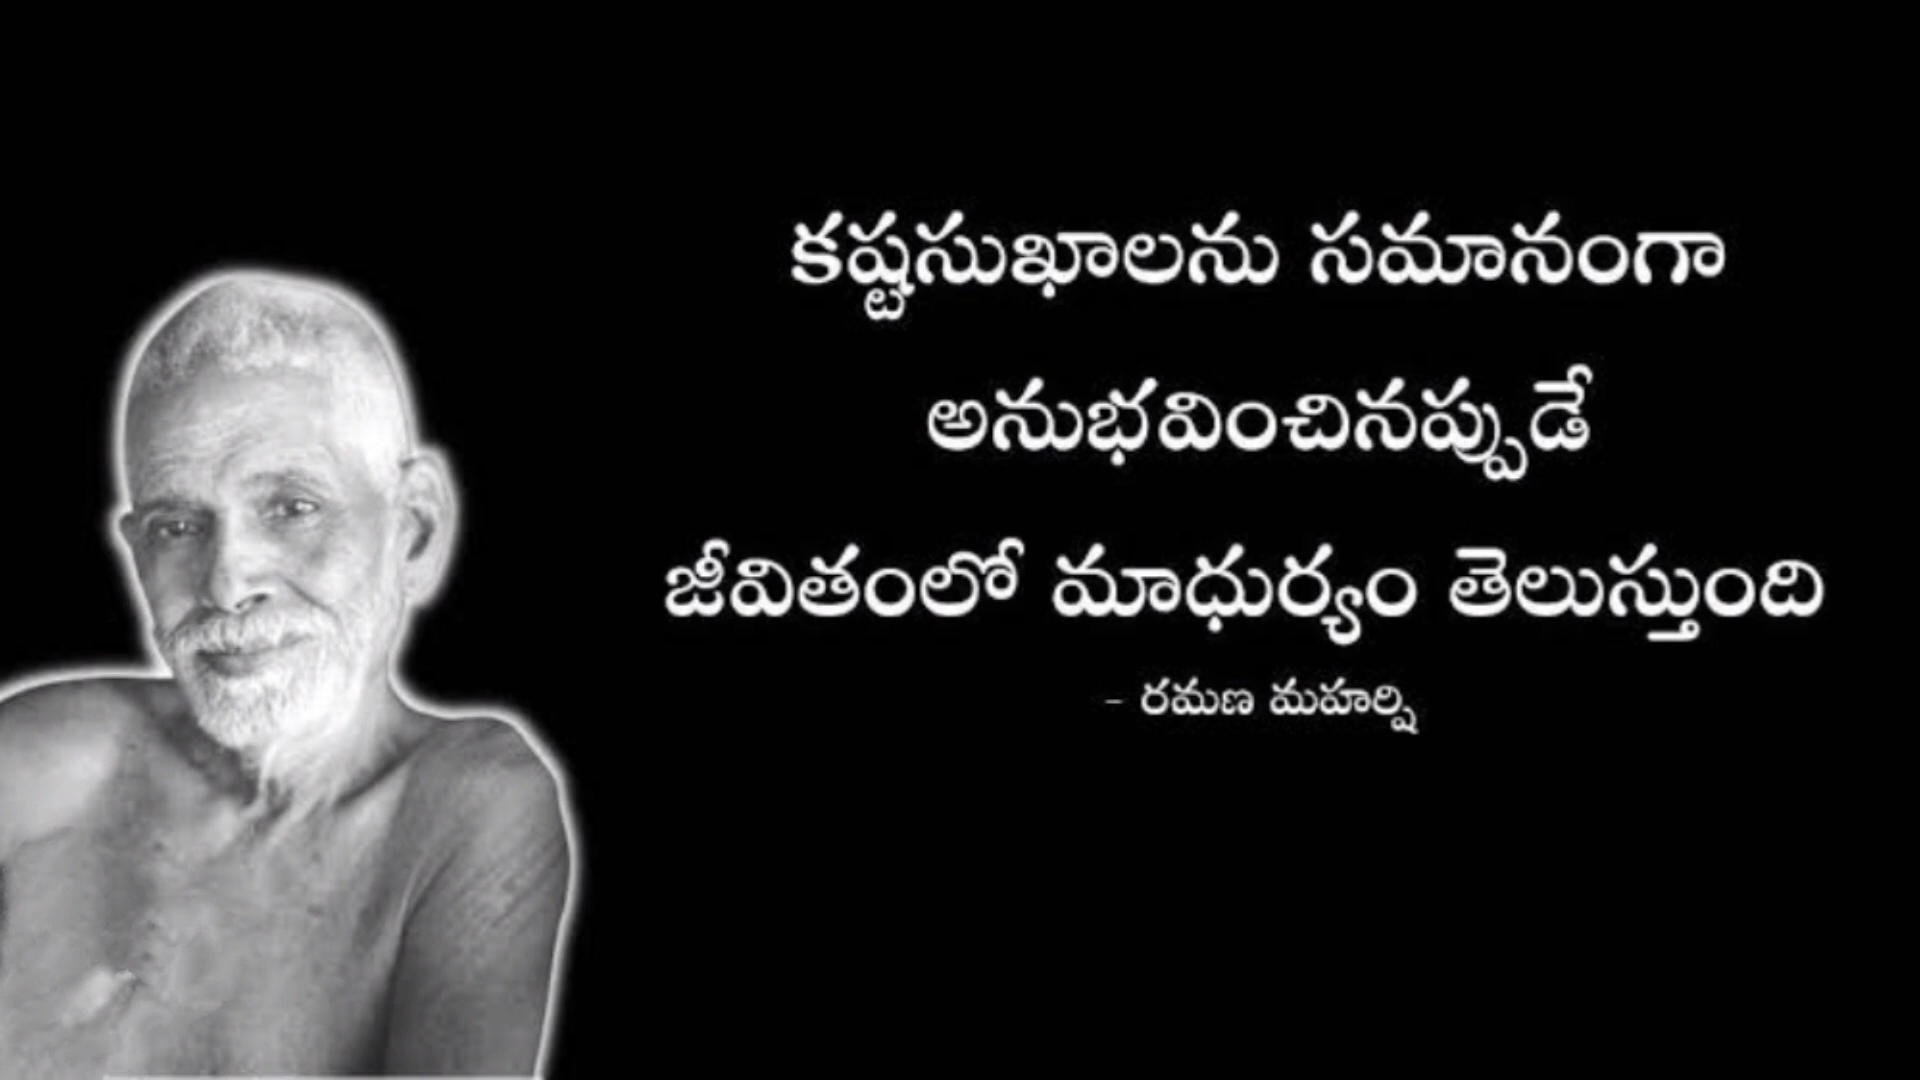 కష్టసుఖాలను సమానంగా
అనుభవించినప్పుడే
జీవితంలో మాధుర్యం తెలుస్తుంది
- రమణ మహర్షి